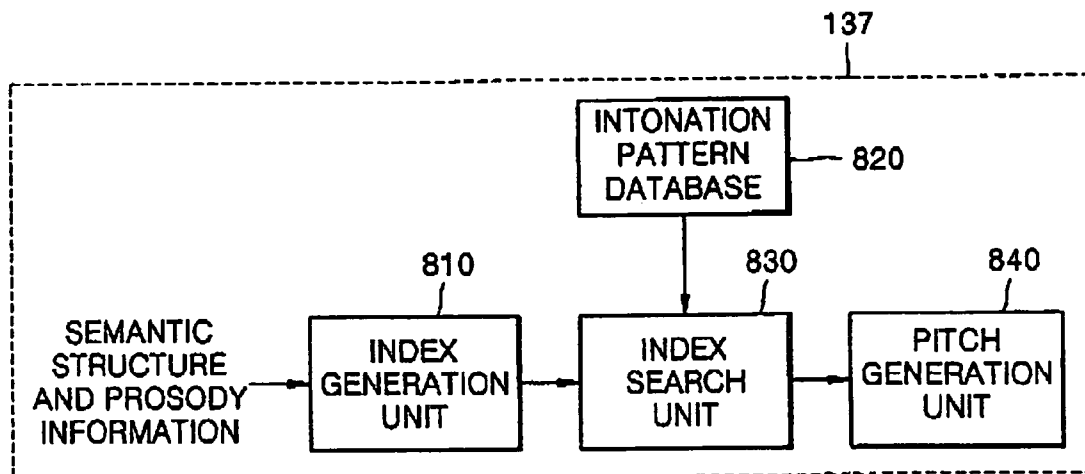 137
INTONATION
PATTERN
DATABASE
820
810
830
840
SEMANTIC
STRUCTURE
AND PROSODY
INFORMATION
INDEX
GENERATION
UNIT
INDEX
SEARCH
UNIT
PITCH
GENERATION
UNIT